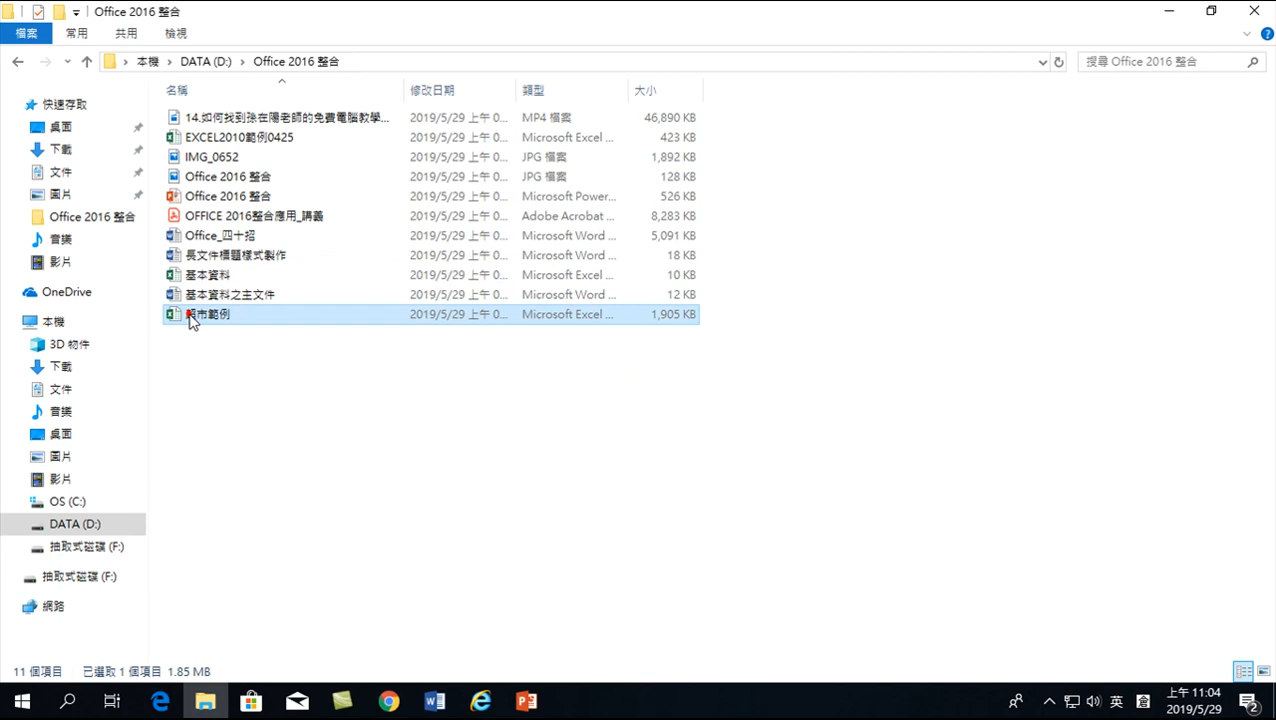 Office 2016 整合
檔案 常用 共用 檢視
本機 DATA (D:) Office 2016 整合 搜尋 Office 2016 整合
名稱 修改日期 類型 大小
14.如何找到孫在陽老師的免費電腦教學... 2019/5/29 上午 0... MP4 檔案 46,890 KB
EXCEL2010範例0425 2019/5/29 上午 0... Microsoft Excel ... 423 KB
IMG_0652 2019/5/29 上午 0... JPG 檔案 1,892 KB
Office 2016 整合 2019/5/29 上午 0... JPG 檔案 128 KB
Office 2016 整合 2019/5/29 上午 0... Microsoft Power... 526 KB
OFFICE 2016整合應用_講義 2019/5/29 上午 0... Adobe Acrobat ... 8,283 KB
Office_四十招 2019/5/29 上午 0... Microsoft Word ... 5,091 KB
長文件標題樣式製作 2019/5/29 上午 0... Microsoft Word ... 18 KB
基本資料 2019/5/29 上午 0... Microsoft Excel ... 10 KB
基本資料之主文件 2019/5/29 上午 0... Microsoft Word ... 12 KB
市範例 2019/5/29 上午 0... Microsoft Excel ... 1,905 KB
快速存取
桌面
下載
文件
圖片
Office 2016 整合
音樂
影片
OneDrive
本機
3D 物件
下載
文件
音樂
桌面
圖片
影片
OS (C:)
DATA (D:)
抽取式磁碟 (F:)
抽取式磁碟 (F:)
網路
11 個項目 已選取 1 個項目 1.85 MB
英 上午 11:04
2019/5/29 2